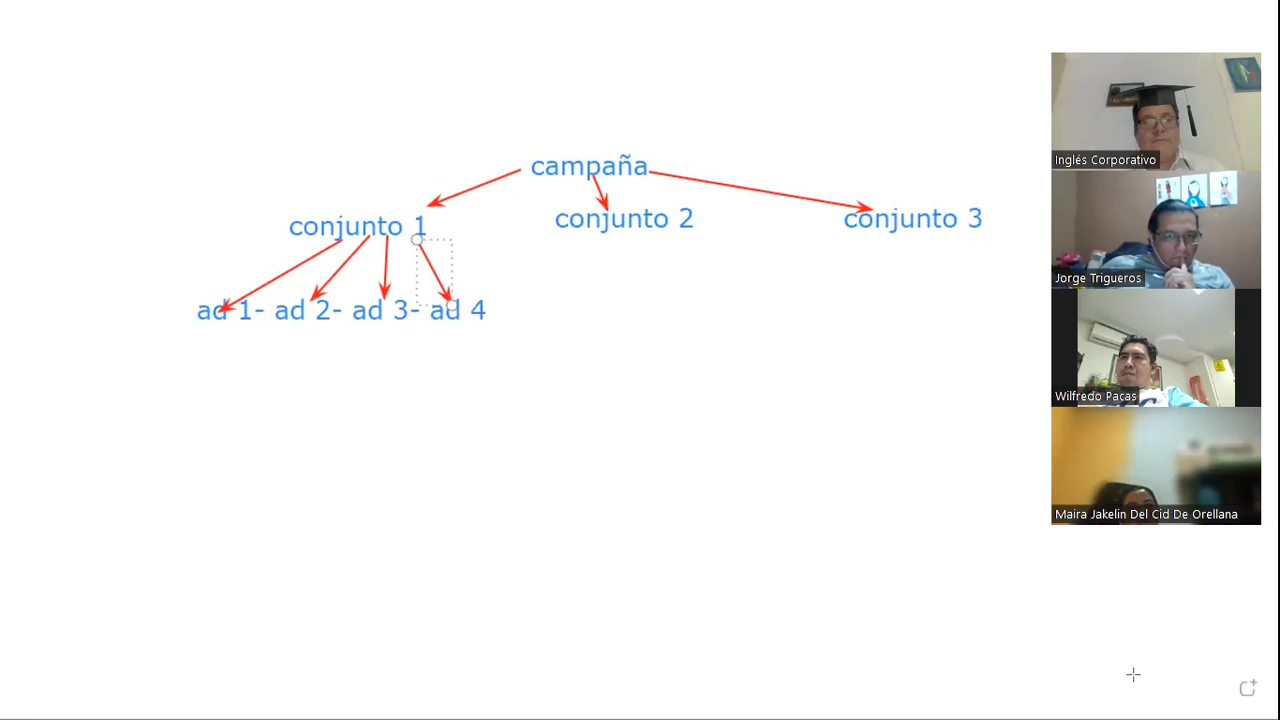 campaña
conjunto 1
conjunto 2
conjunto 3
ad 1- ad 2- ad 3- ad 4
Inglés Corporativo
Jorge Trigueros
Wilfredo Pacas
Maira Jakelin Del Cid De Orellana